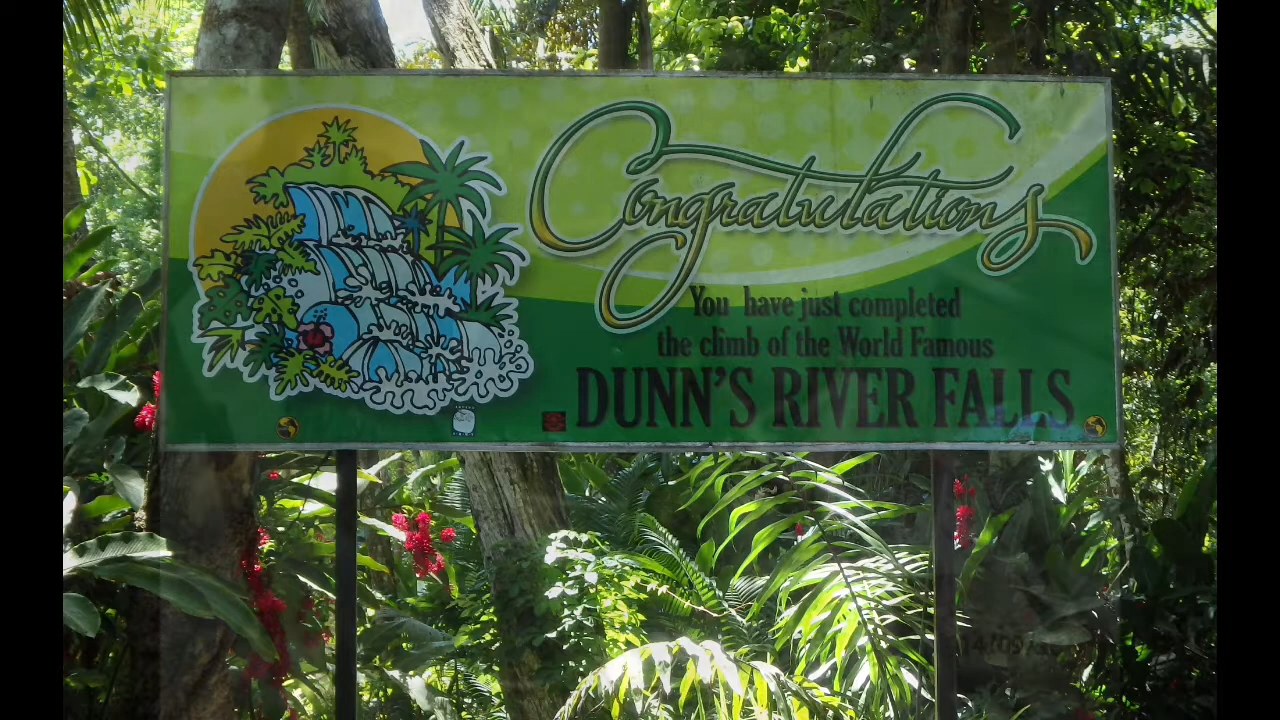 Congratulations
You have just completed
the climb of the World Famous
DUNN'S RIVER FALLS